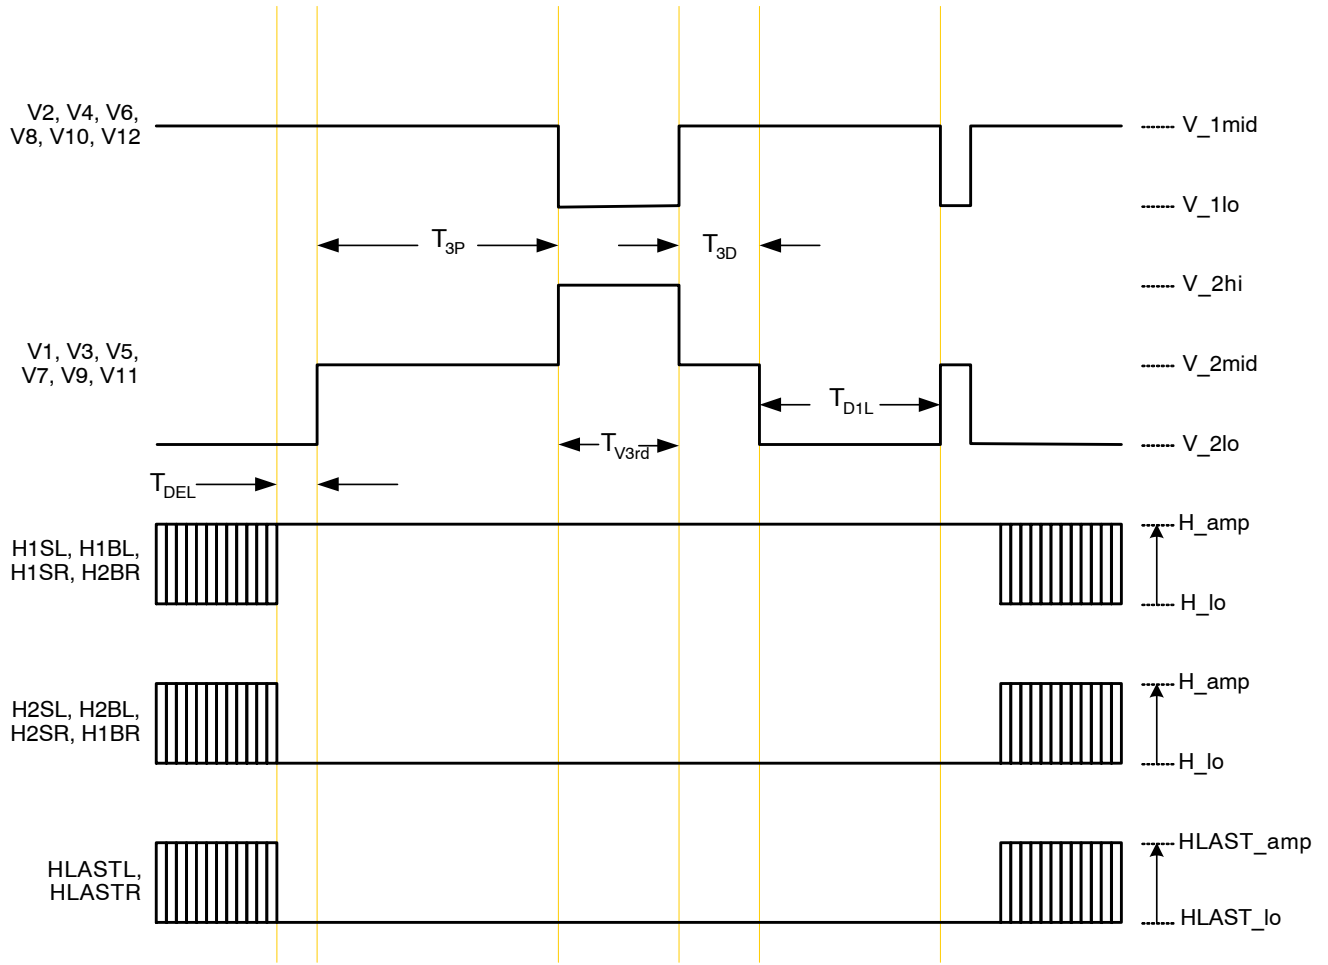 V2, V4, V6,
V8, V10, V12
V_1mid
V_1lo
T3P
T3D
V_2hi
V1, V3, V5,
V7, V9, V11
V_2mid
TD1L
TV3rd
V_2lo
TDEL
H_amp
H1SL, H1BL,
H1SR, H2BR
H_lo
H_amp
H2SL, H2BL,
H2SR, H1BR
H_lo
HLAST_amp
HLASTL,
HLASTR
HLAST_lo